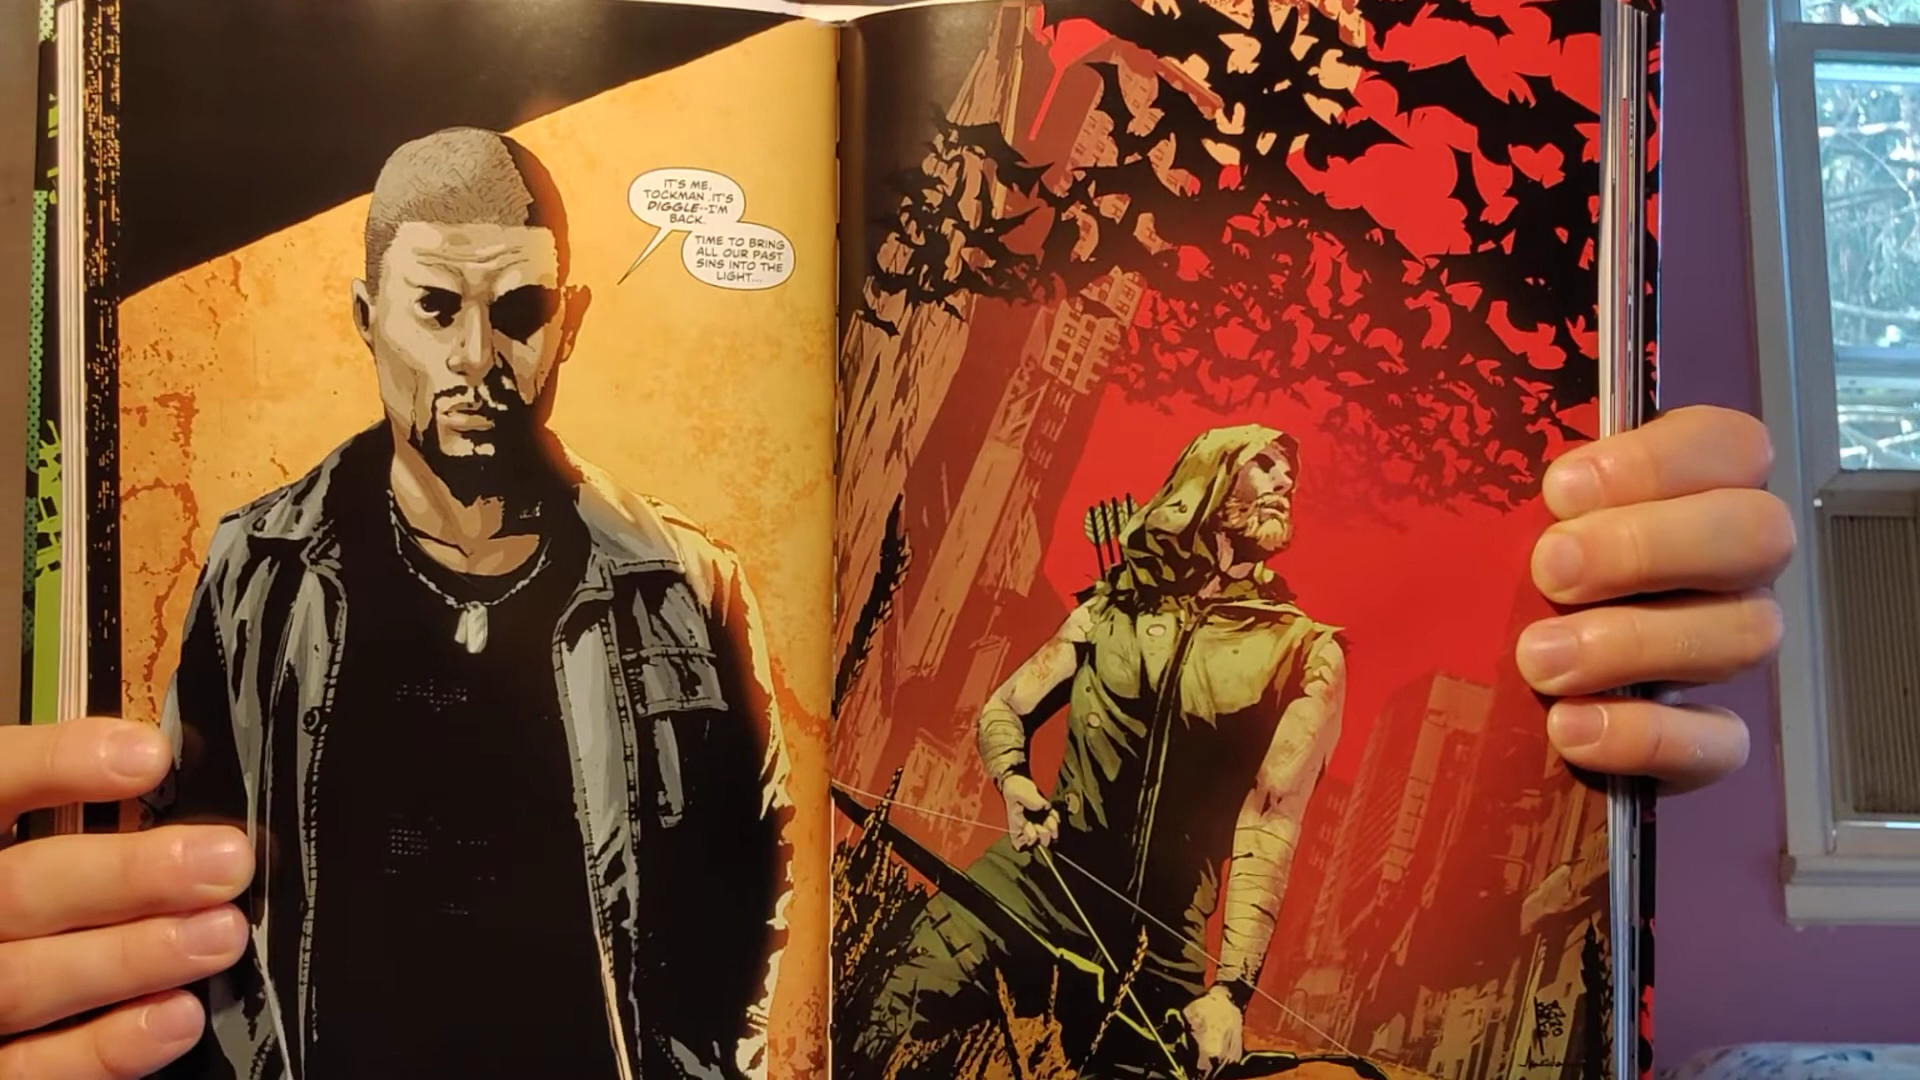 IT'S ME,
TOCKMAN. IT'S
DIGGLE--I'M
BACK.
TIME TO BRING
ALL OUR PAST
SINS INTO THE
LIGHT...